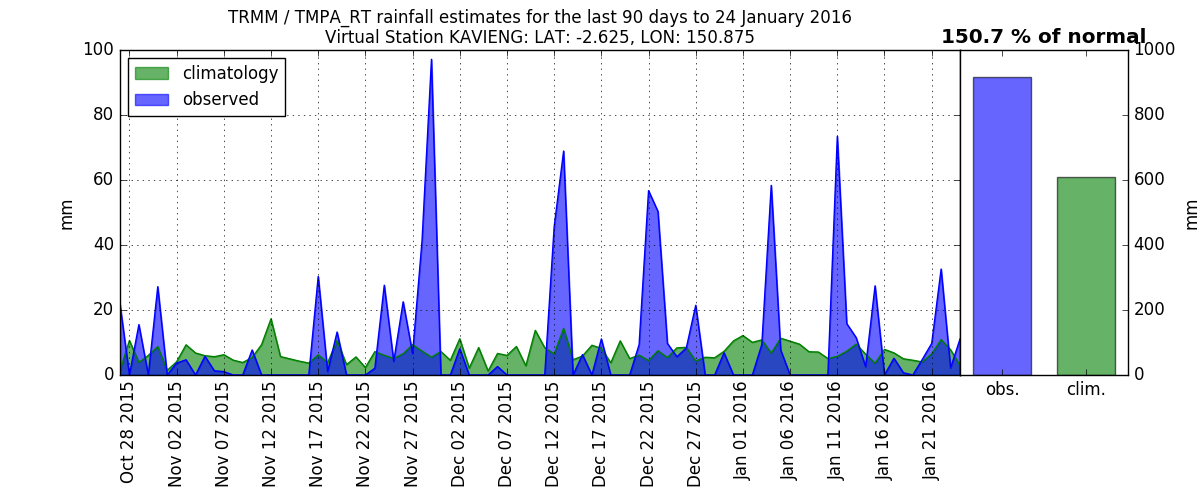 TRMM / TMPA_RT rainfall estimates for the last 90 days to 24 January 2016
Virtual Station KAVIENG: LAT: -2.625, LON: 150.875
150.7 % of normal
climatology
observed
100
80
60
40
20
0
mm
Oct 28 2015
Nov 02 2015
Nov 07 2015
Nov 12 2015
Nov 17 2015
Nov 22 2015
Nov 27 2015
Dec 02 2015
Dec 07 2015
Dec 12 2015
Dec 17 2015
Dec 22 2015
Dec 27 2015
Jan 01 2016
Jan 06 2016
Jan 11 2016
Jan 16 2016
Jan 21 2016
obs.
clim.
1000
800
600
400
200
0
mm